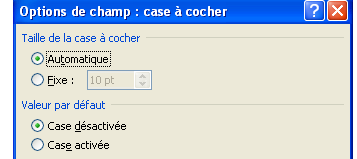 Options de champ : case à cocher
Taille de la case à cocher
Automatique
Fixe : 10 pt
Valeur par défaut
Case désactivée
Case activée